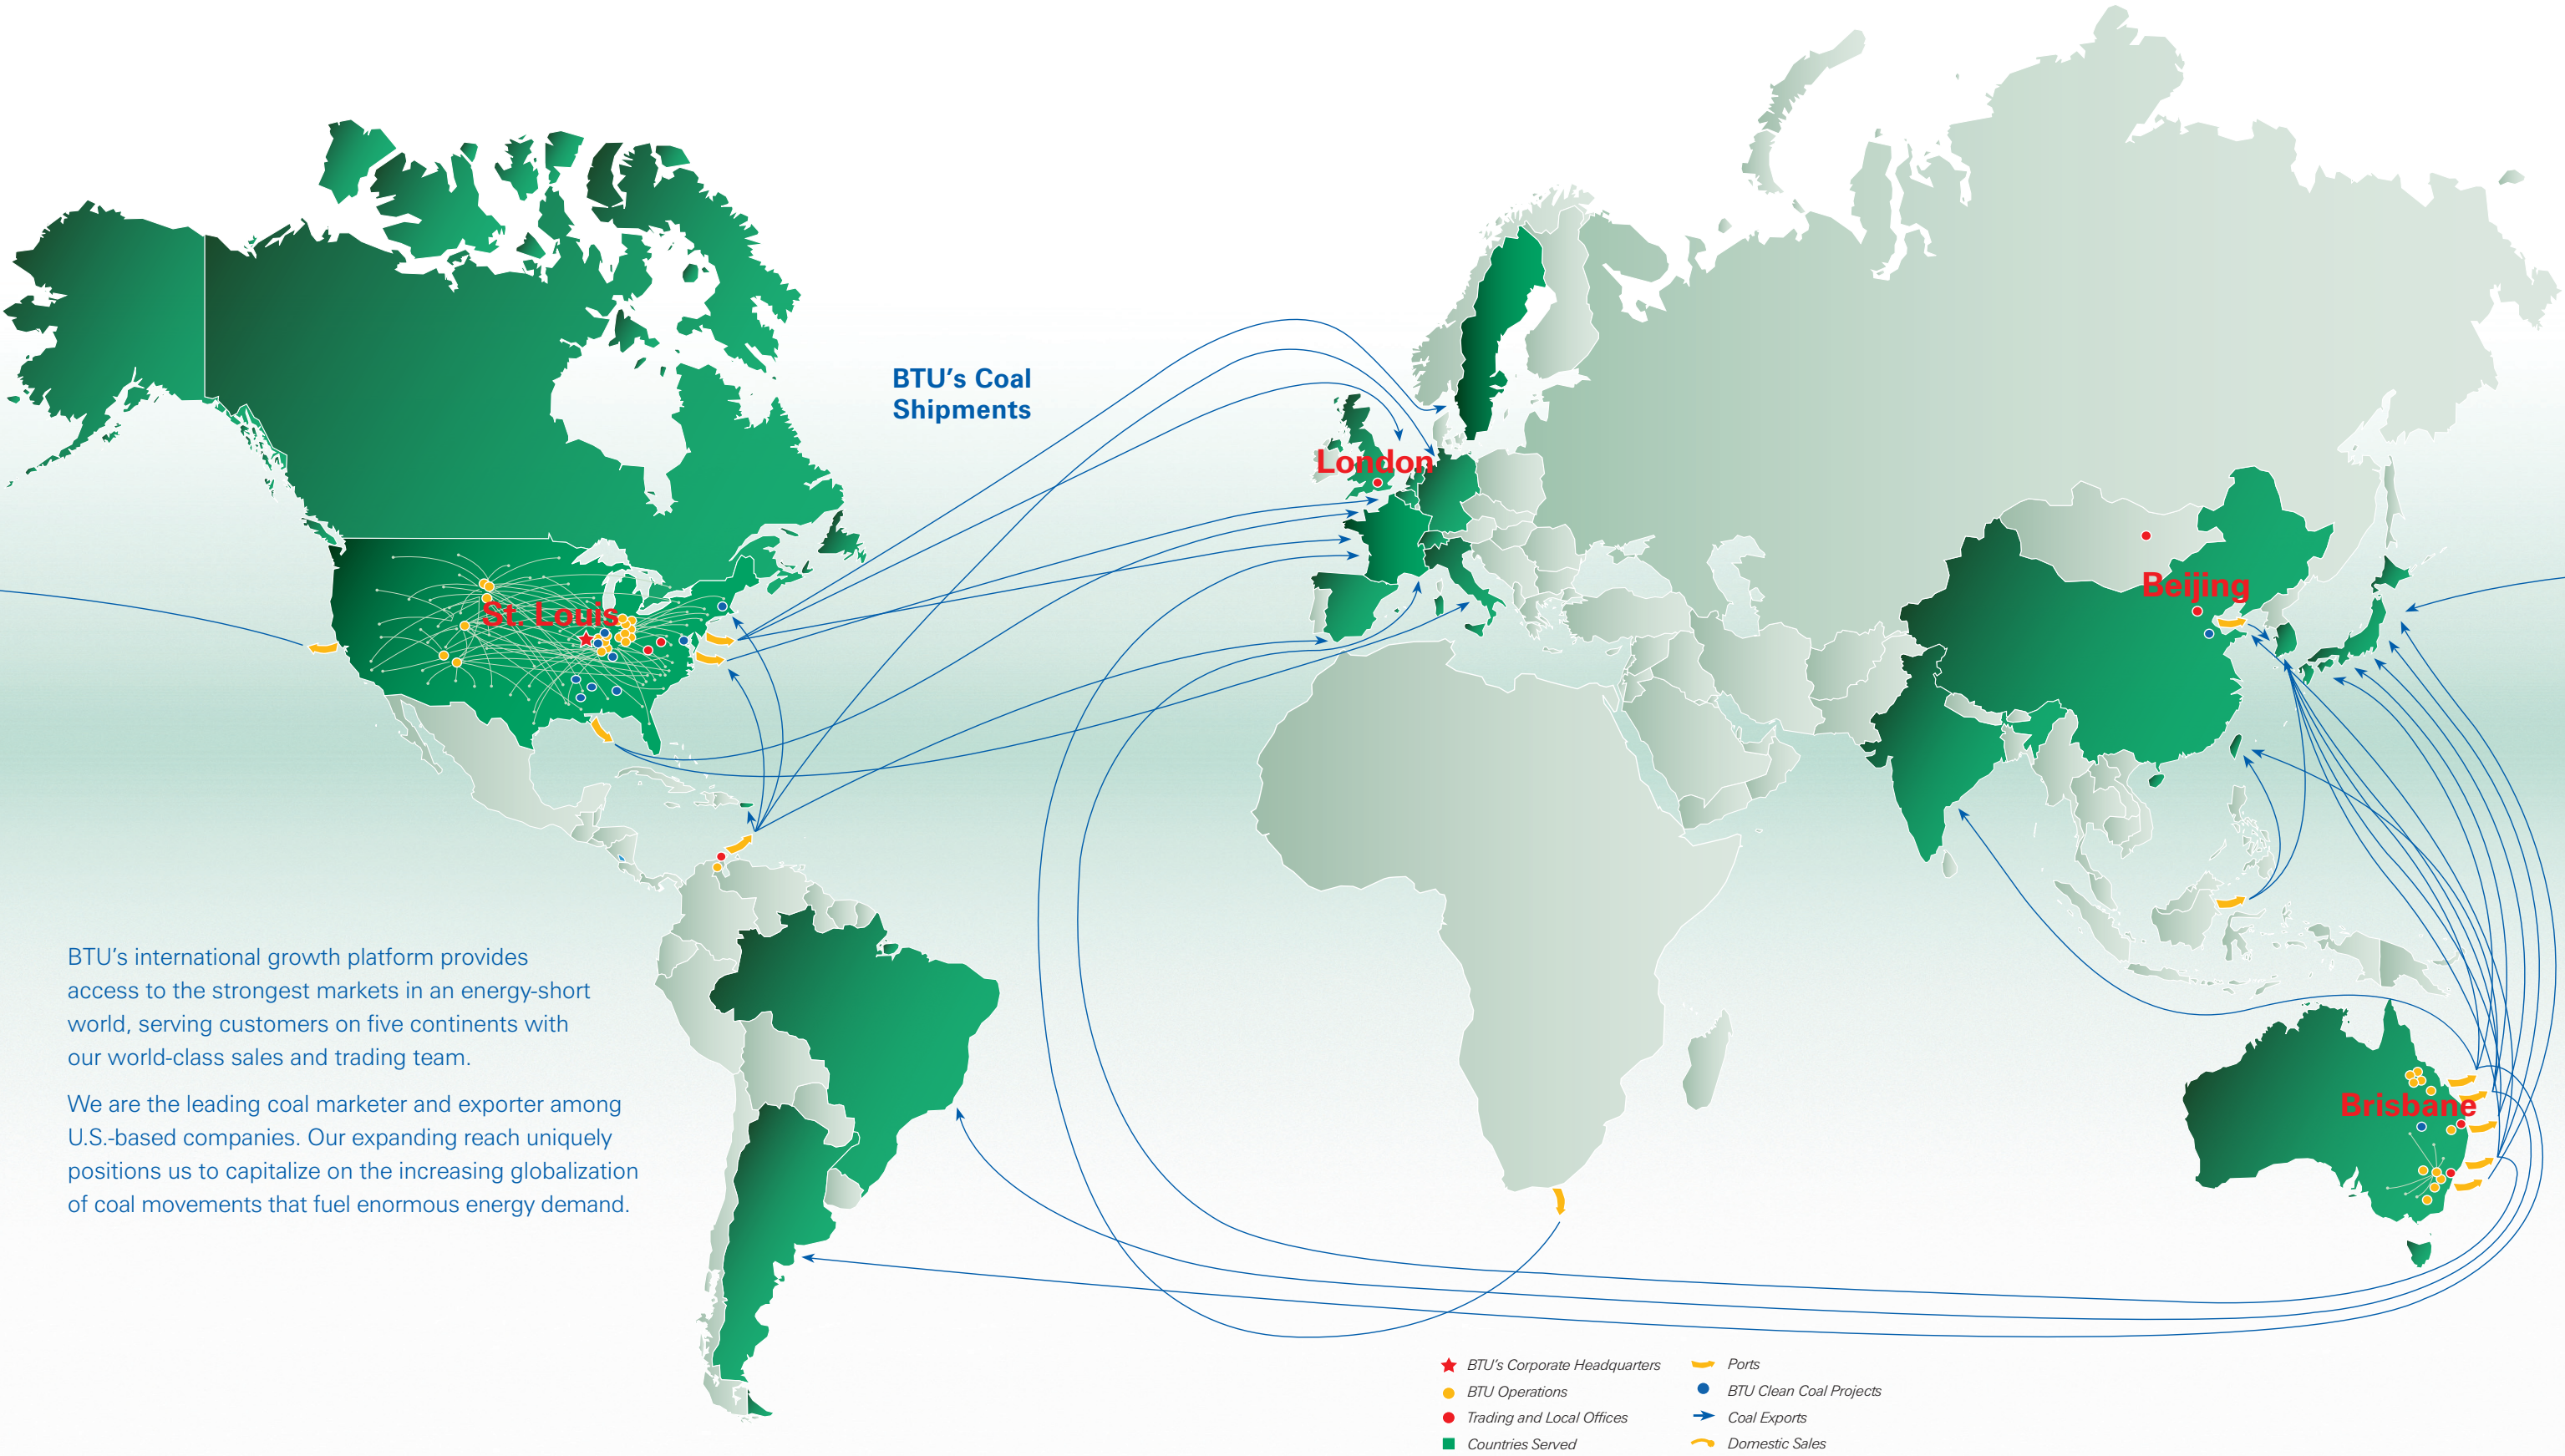 BTU’s Coal
Shipments
London
Beijing
St. Louis
BTU’s international growth platform provides
access to the strongest markets in an energy-short
world, serving customers on five continents with
our world-class sales and trading team.
We are the leading coal marketer and exporter among
U.S.-based companies. Our expanding reach uniquely
positions us to capitalize on the increasing globalization
of coal movements that fuel enormous energy demand.
Brisbane
BTU’s Corporate Headquarters
BTU Operations
Trading and Local Offices
Countries Served
Ports
BTU Clean Coal Projects
Coal Exports
Domestic Sales